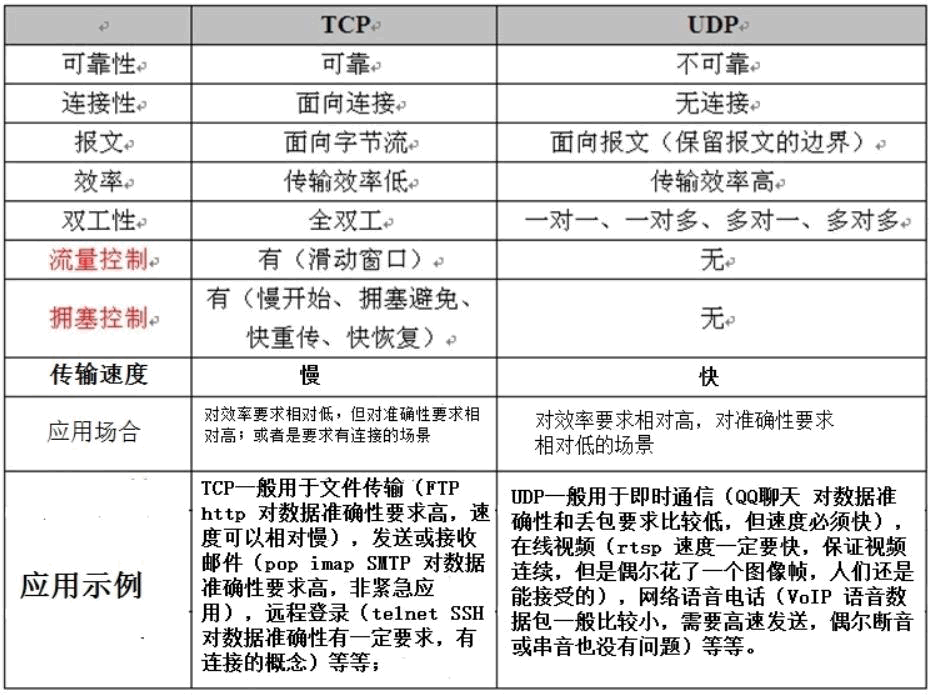 TCP UDP
可靠性 可靠 不可靠
连接性 面向连接 无连接
报文 面向字节流 面向报文（保留报文的边界）
效率 传输效率低 传输效率高
双工性 全双工 一对一、一对多、多对一、多对多
流量控制 有（滑动窗口） 无
拥塞控制 有（慢开始、拥塞避免、
快重传、快恢复） 无
传输速度 慢 快
应用场合
对效率要求相对低，但对准确性要求相
对高；或者是要求有连接的场景
对效率要求相对高，对准确性要求
相对低的场景
应用示例
TCP一般用于文件传输（FTP
http 对数据准确性要求高，速
度可以相对慢），发送或接收
邮件（pop imap SMTP 对数据
准确性要求高，非紧急应
用），远程登录（telnet SSH
对数据准确性有一定要求，有
连接的概念）等等；
UDP一般用于即时通信（QQ聊天 对数据准
确性和丢包要求比较低，但速度必须快），
在线视频（rtsp 速度一定要快，保证视频
连续，但是偶尔花了一个图像帧，人们还是
能接受的），网络语音电话（VoIP 语音数
据包一般比较小，需要高速发送，偶尔断音
或串音也没有问题）等等。